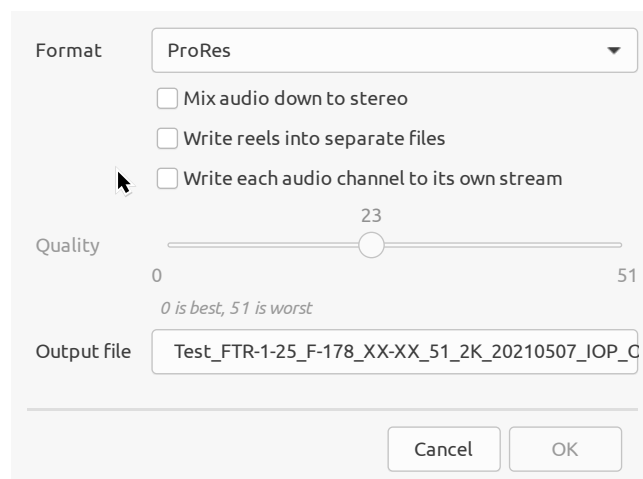 Format ProRes
Mix audio down to stereo
Write reels into separate files
Write each audio channel to its own stream
23
Quality
0 51
0 is best, 51 is worst
Output file Test_FTR-1-25_F-178_XX-XX_51_2K_20210507_IOP_O
Cancel OK